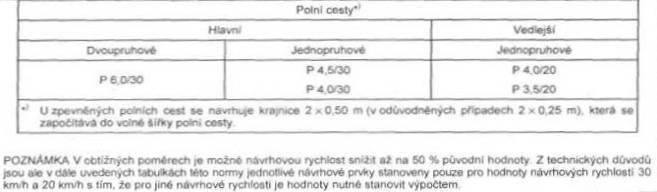 Polní cesty*)
Hlavní Vedlejší
Dvoupruhové Jednopruhové Jednopruhové
P 6,0/30 P 4,5/30 P 4,0/20
P 4,0/30 P 3,5/20
*) U zpevněných polních cest se navrhuje krajnice 2 × 0,50 m (v odůvodněných případech 2 × 0,25 m), která se
započítává do volné šířky polní cesty.
POZNÁMKA V obtížných poměrech je možné návrhovou rychlost snížit až na 50 % původní hodnoty. Z technických důvodů
jsou ale v dále uvedených tabulkách této normy jednotlivé návrhové prvky stanoveny pouze pro hodnoty návrhových rychlostí 30
km/h a 20 km/h s tím, že pro jiné návrhové rychlosti je hodnoty nutné stanovit výpočtem.